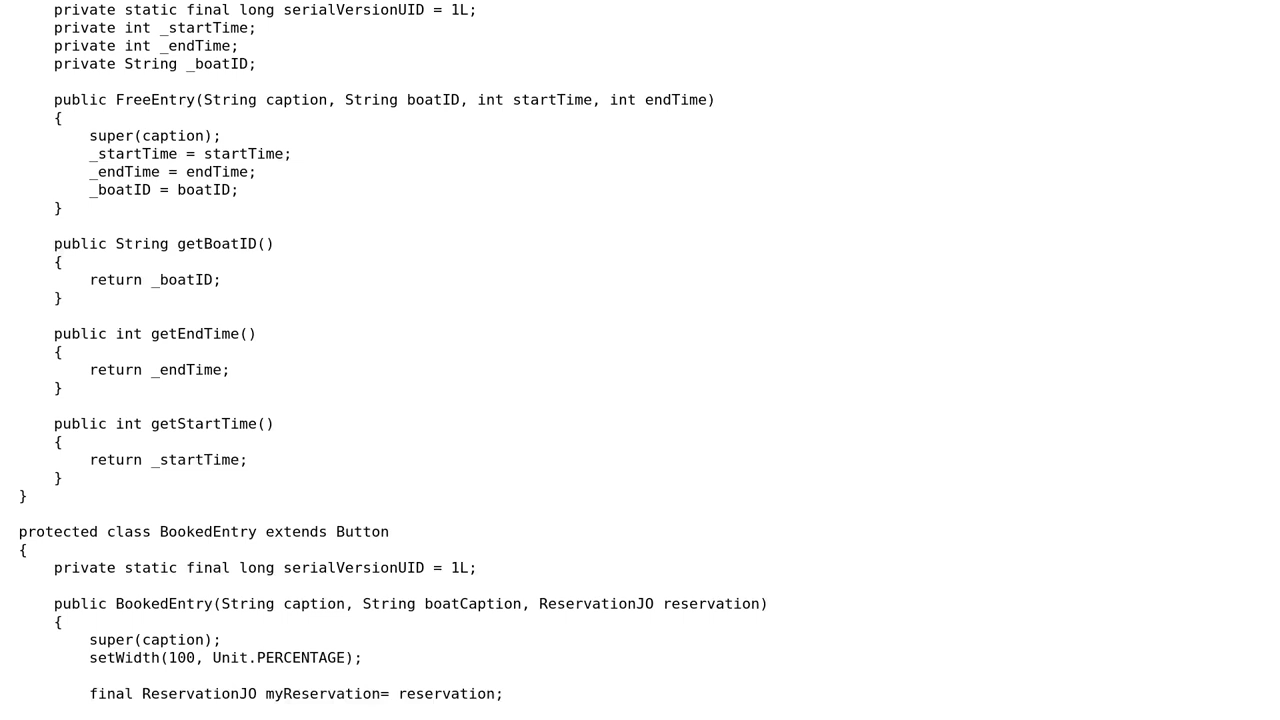 private static final long serialVersionUID = 1L;
    private int _startTime;
    private int _endTime;
    private String _boatID;

    public FreeEntry(String caption, String boatID, int startTime, int endTime)
    {
        super(caption);
        _startTime = startTime;
        _endTime = endTime;
        _boatID = boatID;
    }

    public String getBoatID()
    {
        return _boatID;
    }

    public int getEndTime()
    {
        return _endTime;
    }

    public int getStartTime()
    {
        return _startTime;
    }
}

protected class BookedEntry extends Button
{
    private static final long serialVersionUID = 1L;

    public BookedEntry(String caption, String boatCaption, ReservationJO reservation)
    {
        super(caption);
        setWidth(100, Unit.PERCENTAGE);

        final ReservationJO myReservation= reservation;